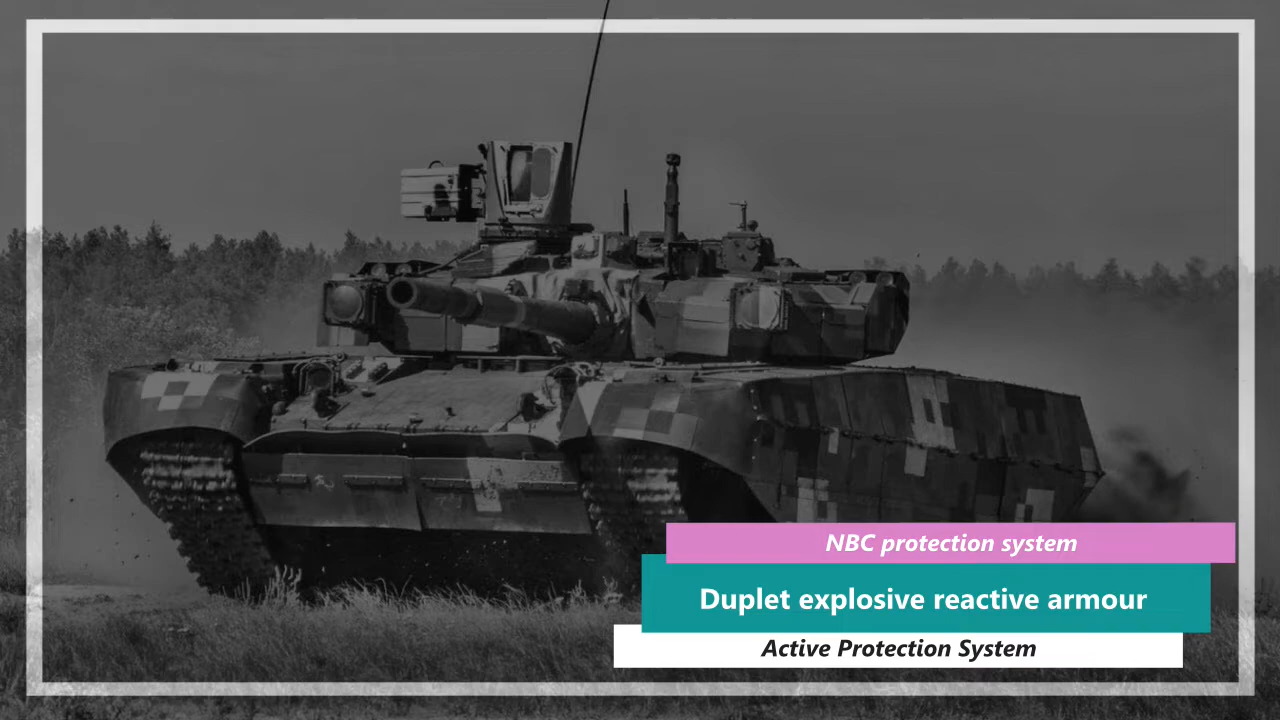 NBC protection system
Duplet explosive reactive armour
Active Protection System